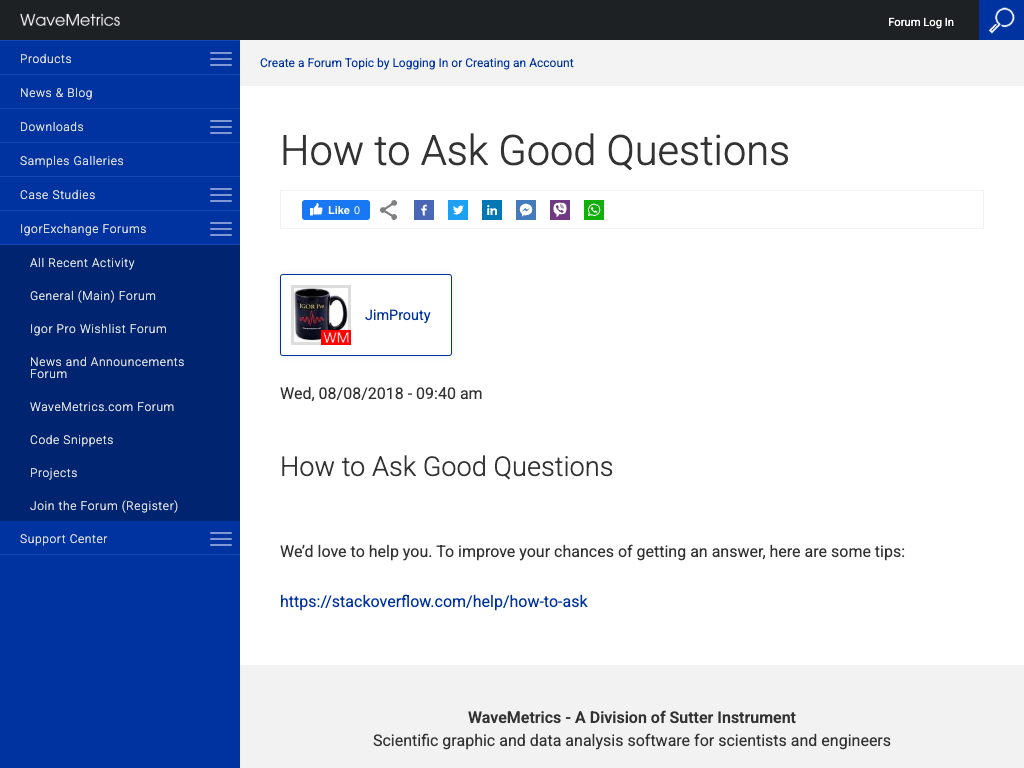 WaveMetrics
Forum Log In
Products
News & Blog
Downloads
Samples Galleries
Case Studies
IgorExchange Forums
All Recent Activity
General (Main) Forum
Igor Pro Wishlist Forum
News and Announcements
Forum
WaveMetrics.com Forum
Code Snippets
Projects
Join the Forum (Register)
Support Center
Create a Forum Topic by Logging In or Creating an Account
How to Ask Good Questions
Like 0
IGOR Pro
WM
JimProuty
Wed, 08/08/2018 - 09:40 am
How to Ask Good Questions
We’d love to help you. To improve your chances of getting an answer, here are some tips:
https://stackoverflow.com/help/how-to-ask
WaveMetrics - A Division of Sutter Instrument
Scientific graphic and data analysis software for scientists and engineers